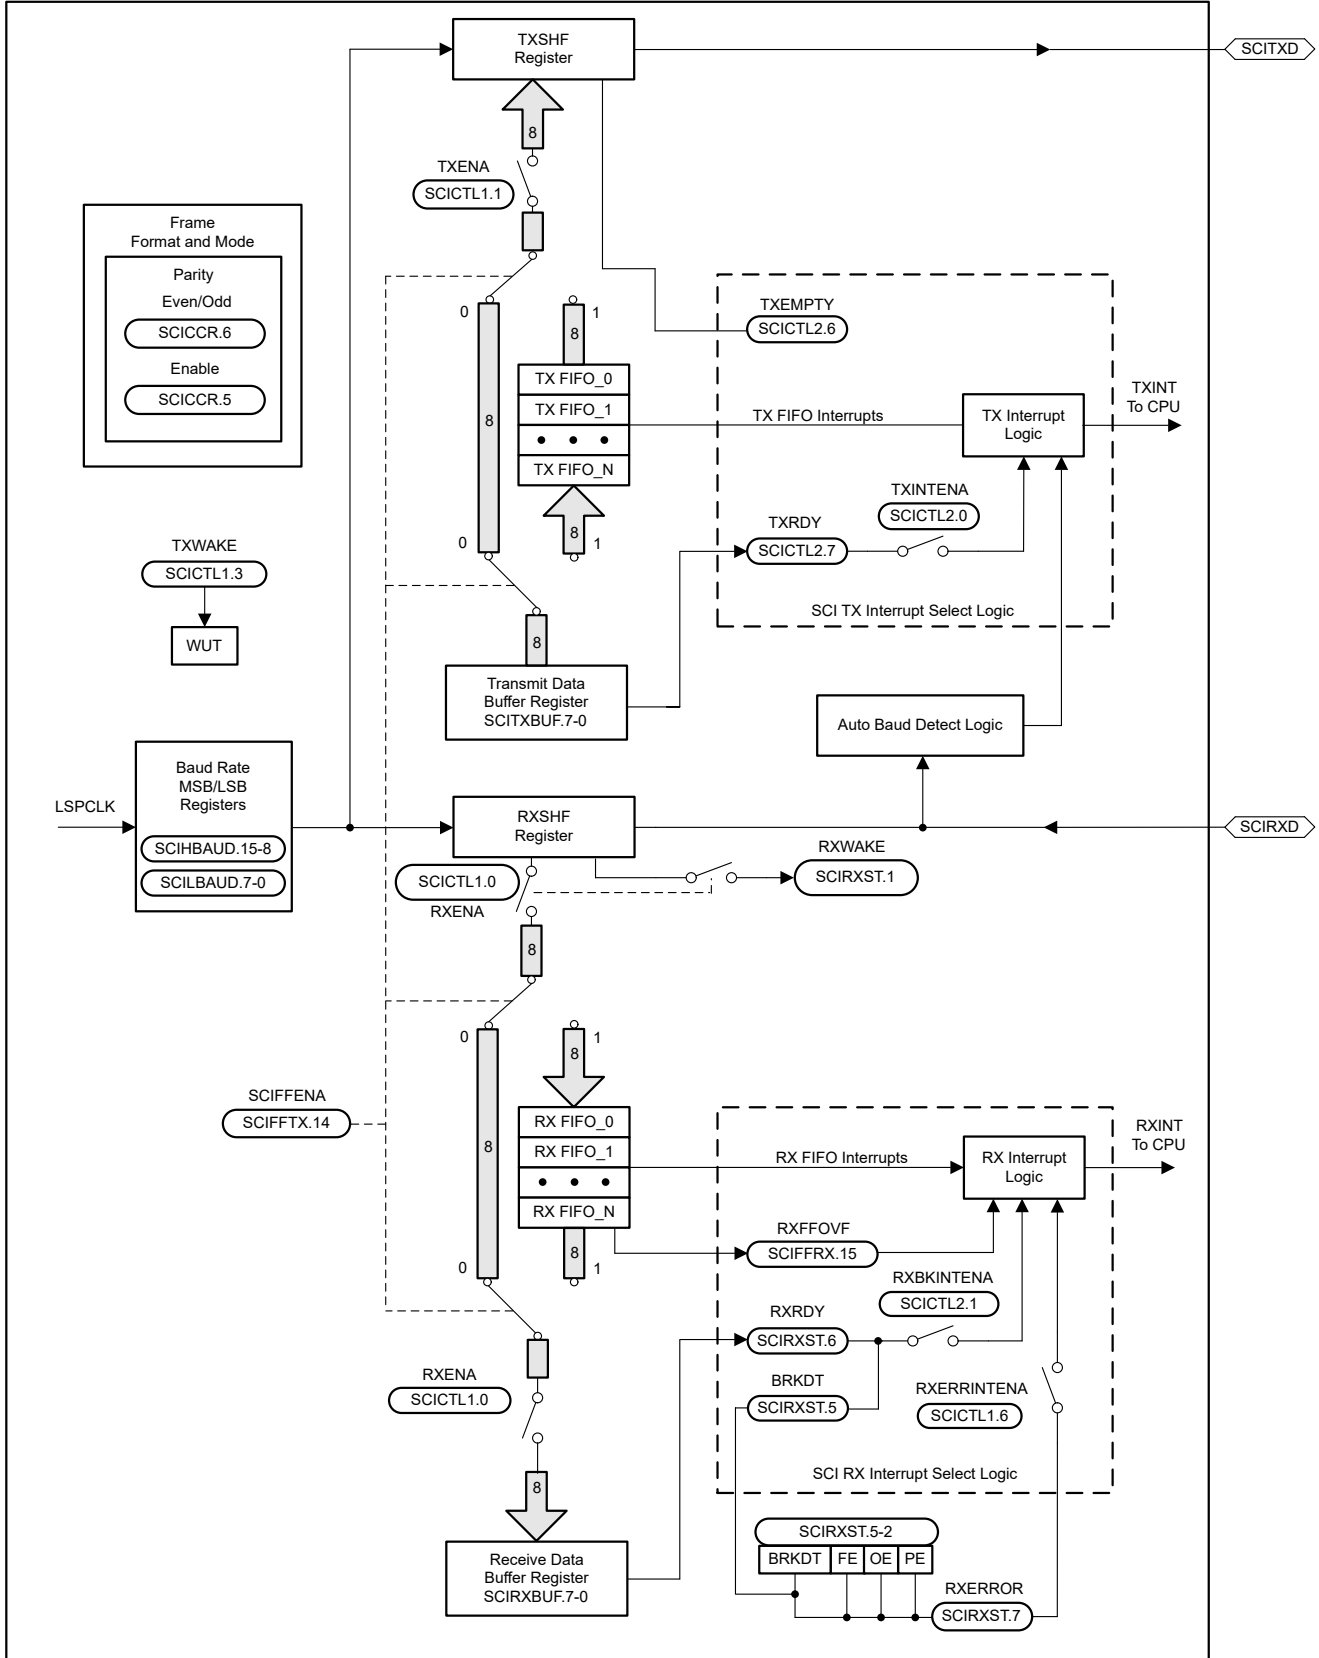 TXSHF
Register
SCITXD
8
TXENA
SCICTL1.1
Frame
Format and Mode
Parity
Even/Odd
SCICCR.6
Enable
SCICCR.5
0
1
8
8
TX FIFO_0
TX FIFO_1
• • •
TX FIFO_N
8
0
1
TXEMPTY
SCICTL2.6
TX FIFO Interrupts
TX Interrupt
Logic
TXINT
To CPU
TXINTENA
SCICTL2.0
TXRDY
SCICTL2.7
SCI TX Interrupt Select Logic
TXWAKE
SCICTL1.3
WUT
8
Transmit Data
Buffer Register
SCITXBUF.7-0
Auto Baud Detect Logic
LSPCLK
Baud Rate
MSB/LSB
Registers
SCIHBAUD.15-8
SCILBAUD.7-0
RXSHF
Register
SCIRXD
SCICTL1.0
RXENA
RXWAKE
SCIRXST.1
8
0
1
8
8
SCIFFENA
SCIFFTX.14
RX FIFO_0
RX FIFO_1
• • •
RX FIFO_N
8
0
1
RX FIFO Interrupts
RX Interrupt
Logic
RXINT
To CPU
RXFFOVF
SCIFFRX.15
RXBKINTENA
SCICTL2.1
RXRDY
SCIRXST.6
BRKDT
SCIRXST.5
RXERRINTENA
SCICTL1.6
SCI RX Interrupt Select Logic
RXENA
SCICTL1.0
8
Receive Data
Buffer Register
SCIRXBUF.7-0
SCIRXST.5-2
BRKDT FE OE PE
RXERROR
SCIRXST.7